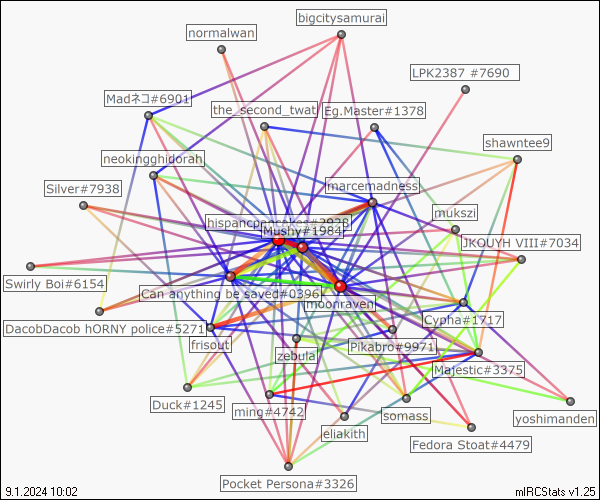 bigcitysamurai
normalwan
LPK2387 #7690
Madネコ#6901
the_second_twat
Eg.Master#1378
shawntee9
neokingghidorah
marcemadness
Silver#7938
mukszi
Mushy#1984
JKOUYH VIII#7034
Swirly Boi#6154
Can anything be saved#0396
moonraven
DacobDacob hORNY police#5271
Cypha#1717
frisout
Pikabro#9971
zebula
Majestic#3375
Duck#1245
ming#4742
somass
yoshimanden
eliakith
Fedora Stoat#4479
Pocket Persona#3326
9.1.2024 10:02
mIRCStats v1.25